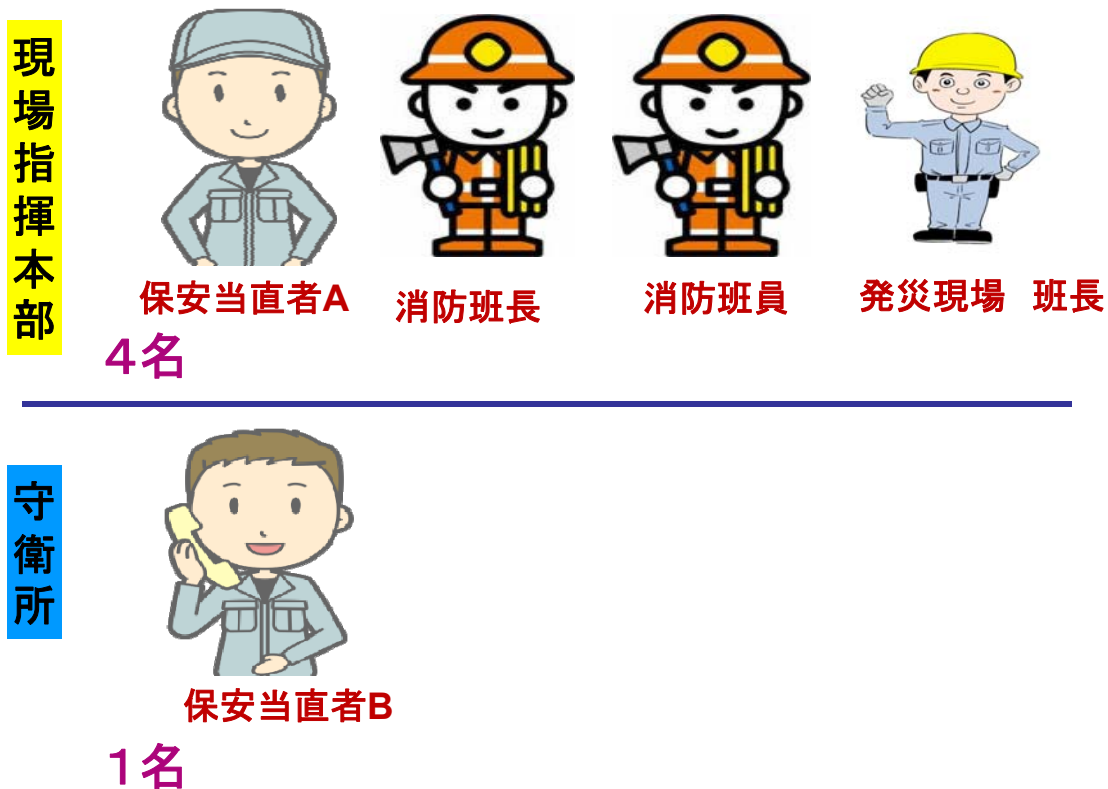 現場指揮本部
保安当直者A
消防班長
消防班員
発災現場　班長
４名
守衛所
保安当直者B
１名